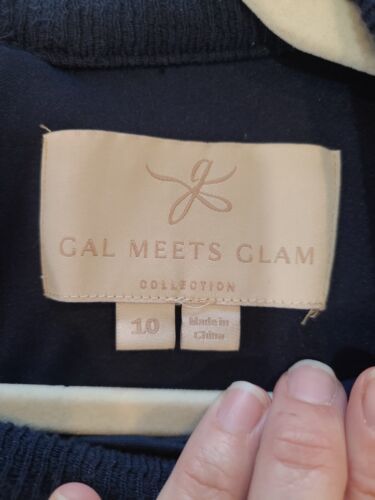 g
GAL MEETS GLAM
COLLECTION
10
Made in
China